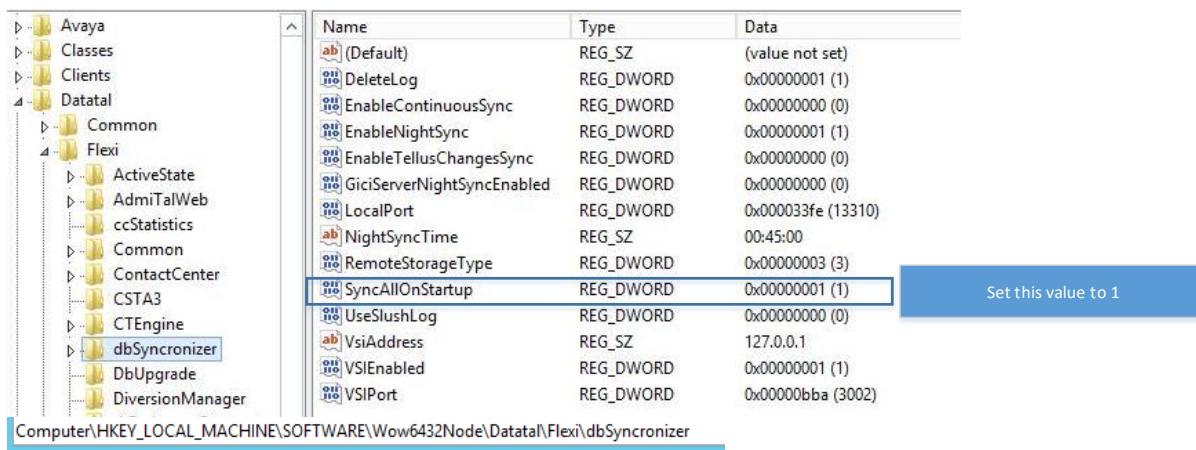 Avaya
Classes
Clients
Datatal
Common
Flexi
ActiveState
AdmiTalWeb
ccStatistics
Common
ContactCenter
CSTA3
CTEngine
dbSyncronizer
DbUpgrade
DiversionManager
Name Type Data
(Default) REG_SZ (value not set)
DeleteLog REG_DWORD 0x00000001 (1)
EnableContinuousSync REG_DWORD 0x00000000 (0)
EnableNightSync REG_DWORD 0x00000001 (1)
EnableTellusChangesSync REG_DWORD 0x00000000 (0)
GiciServerNightSyncEnabled REG_DWORD 0x00000000 (0)
LocalPort REG_DWORD 0x000033fe (13310)
NightSyncTime REG_SZ 00:45:00
RemoteStorageType REG_DWORD 0x00000003 (3)
SyncAllOnStartup REG_DWORD 0x00000001 (1)
UseSlushLog REG_DWORD 0x00000000 (0)
VsiAddress REG_SZ 127.0.0.1
VSIEnabled REG_DWORD 0x00000001 (1)
VSIPort REG_DWORD 0x00000bba (3002)
Set this value to 1
Computer\HKEY_LOCAL_MACHINE\SOFTWARE\Wow6432Node\Datatal\Flexi\dbSyncronizer